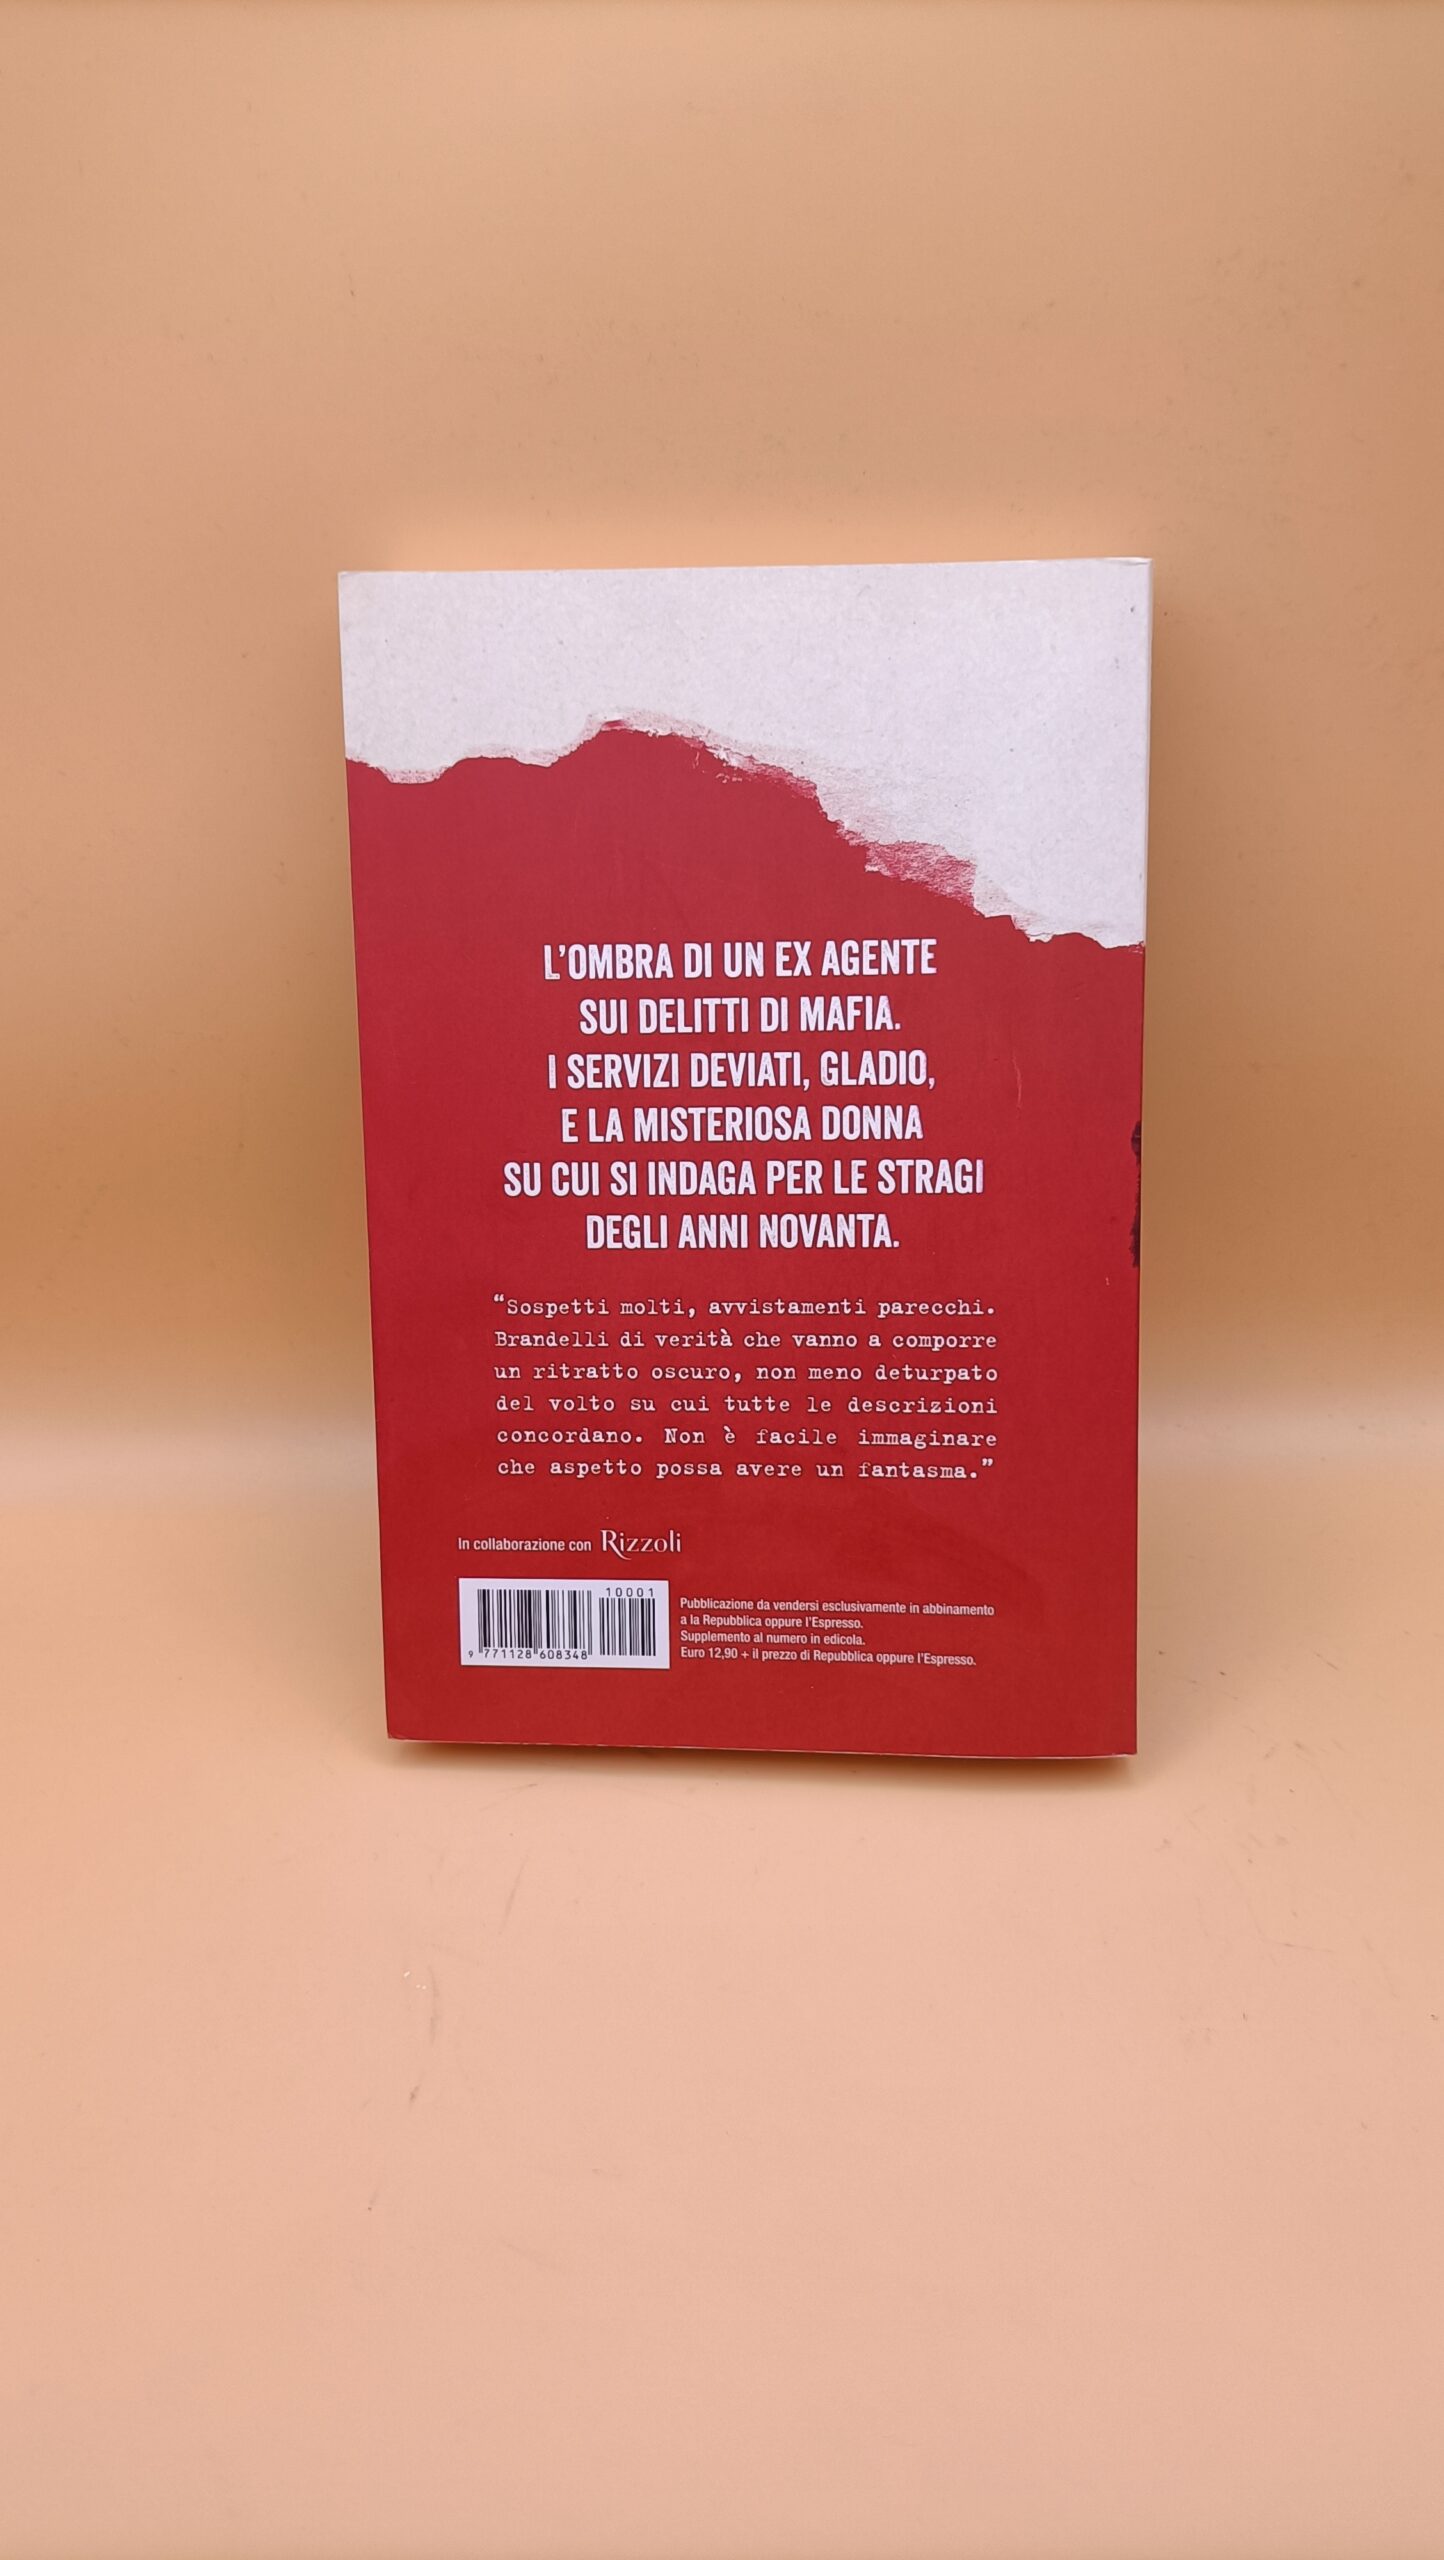 L'OMBRA DI UN EX AGENTE
SUI DELITTI DI MAFIA.
I SERVIZI DEVIATI, GLADIO,
E LA MISTERIOSA DONNA
SU CUI SI INDAGA PER LE STRAGI
DEGLI ANNI NOVANTA.
“Sospetti molti, avvistamenti parecchi.
Brandelli di verità che vanno a comporre
un ritratto oscuro, non meno deturpato
del volto su cui tutte le descrizioni
concordano. Non è facile immaginare
che aspetto possa avere un fantasma.”
In collaborazione con Rizzoli
10001
9 771128 608348
Pubblicazione da vendersi esclusivamente in abbinamento
a la Repubblica oppure l'Espresso.
Supplemento al numero in edicola.
Euro 12,90 + il prezzo di Repubblica oppure l'Espresso.